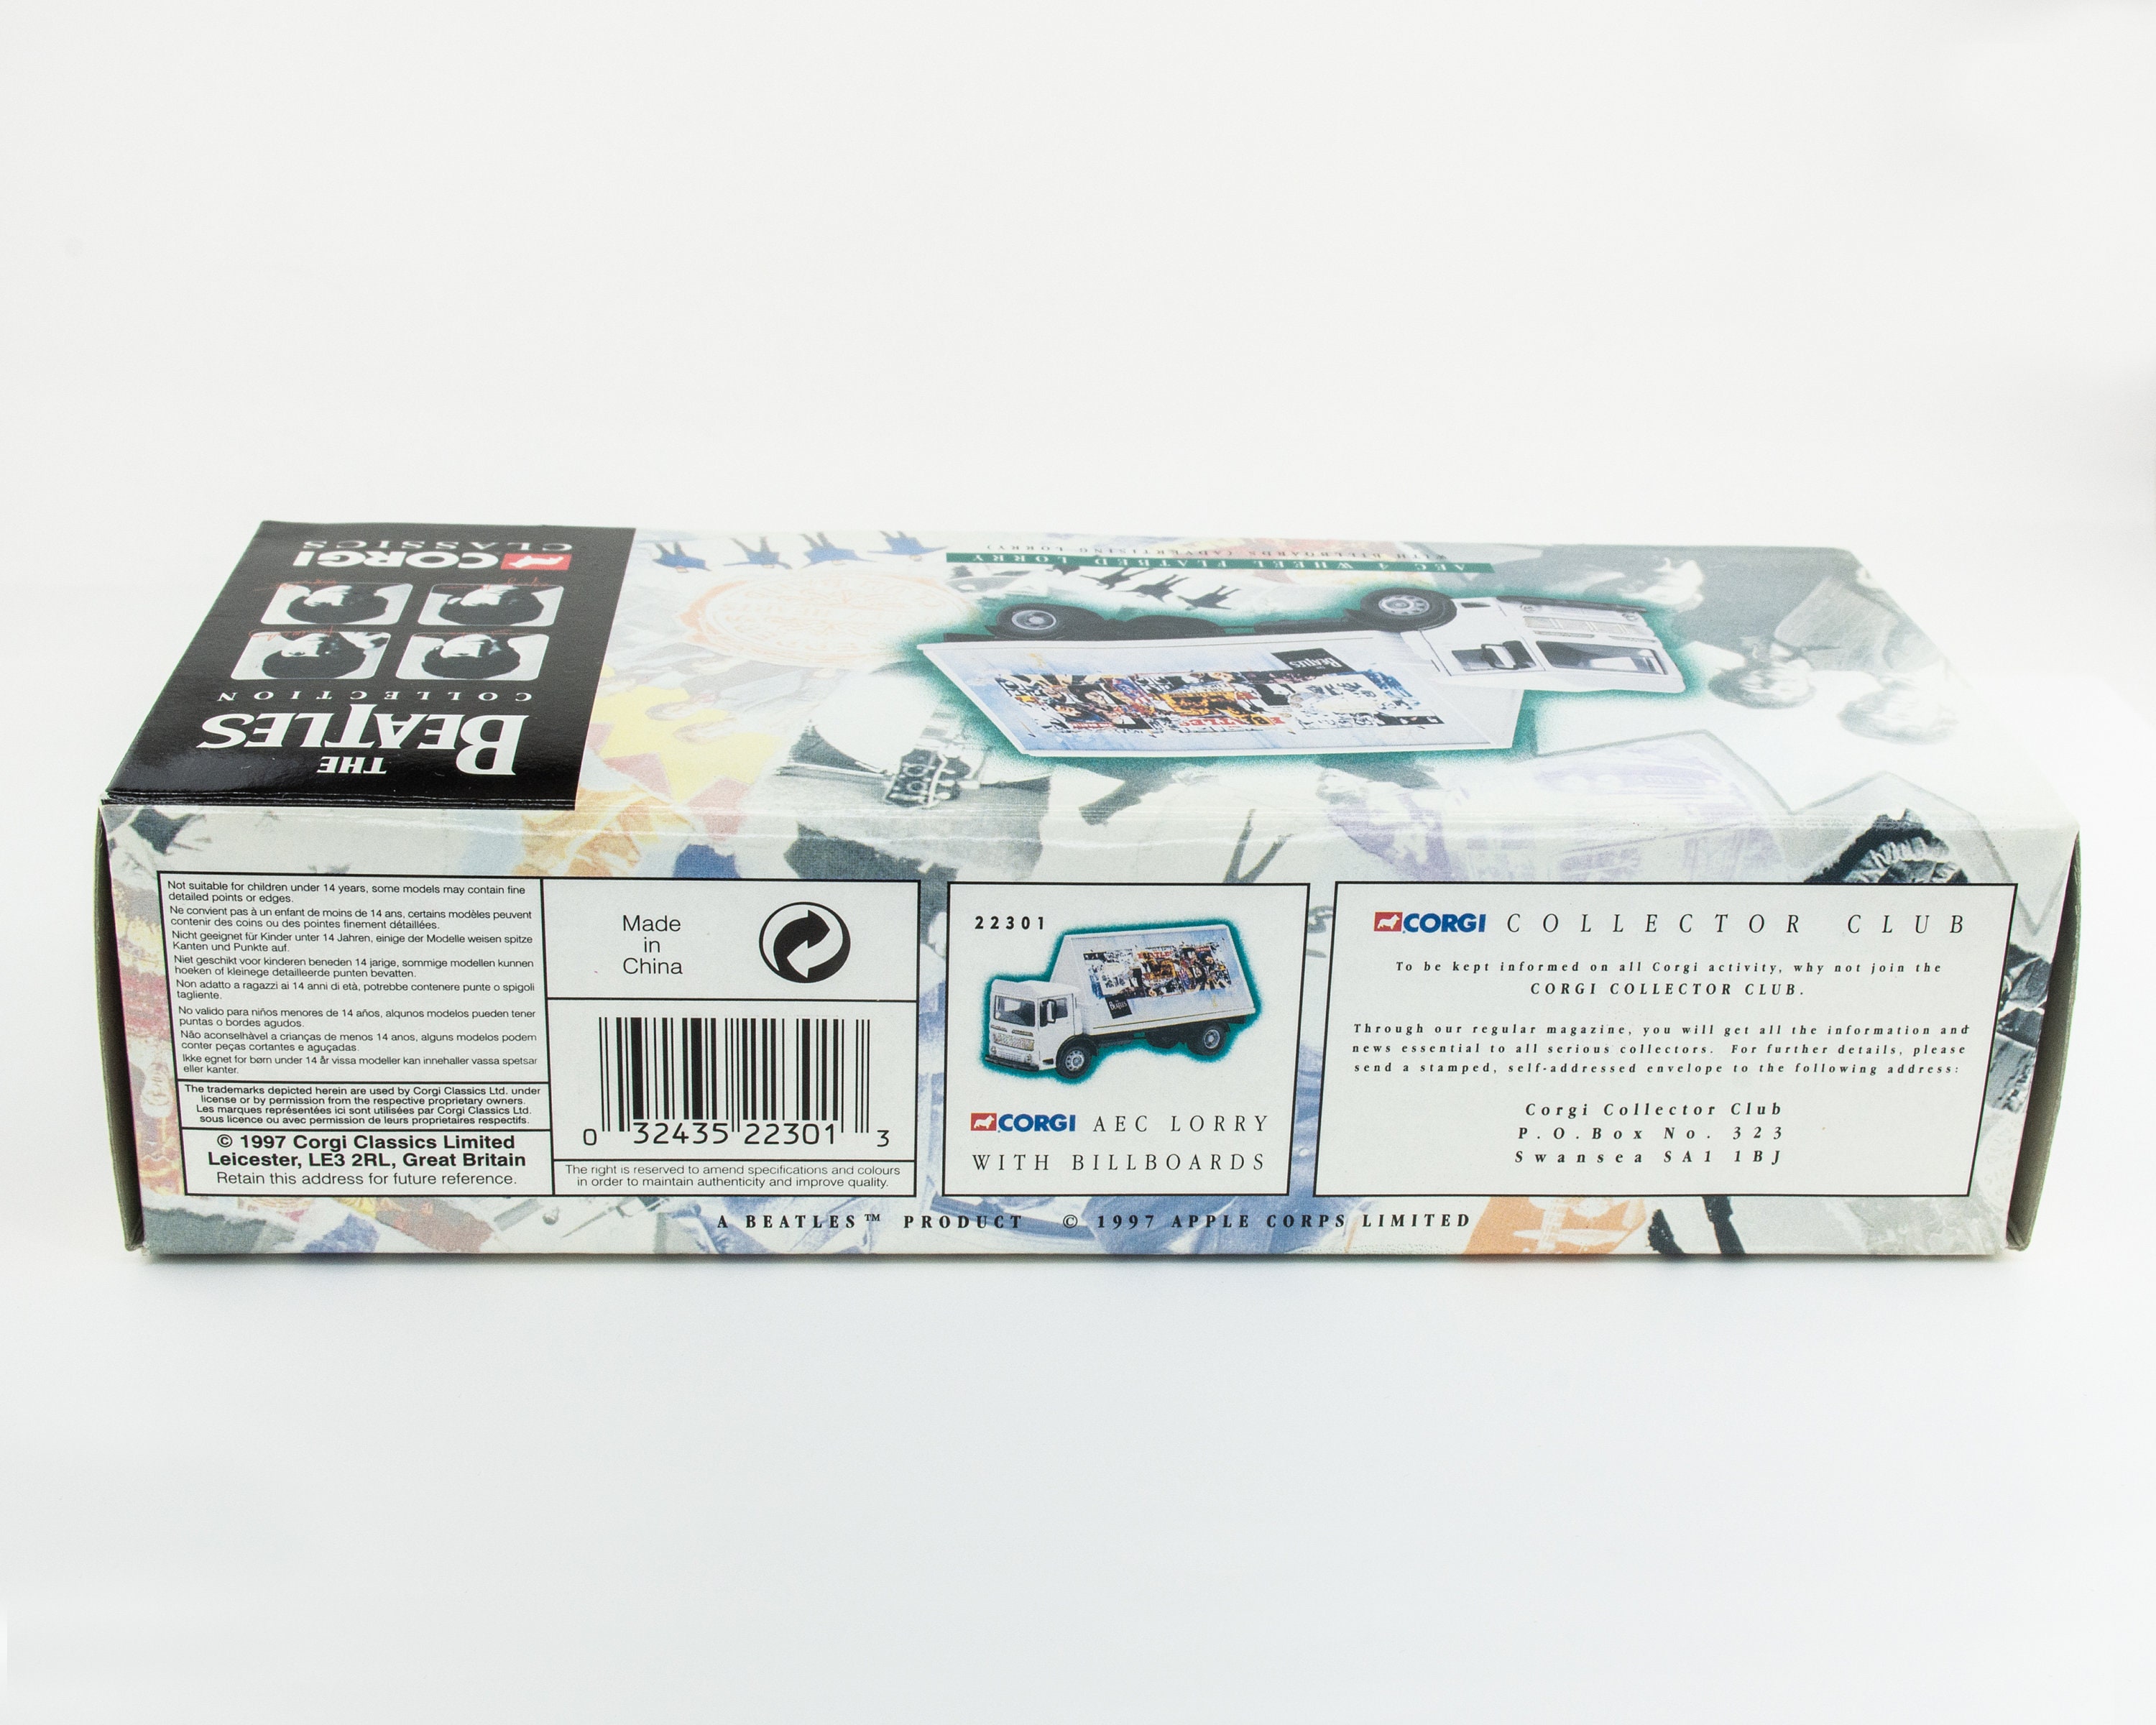 THE
BEATLES
COLLECTION
CORGI
CLASSICS
AEC 4 WHEEL FLATBED LORRY
WITH BILLBOARDS (ADVERTISING LORRY)
THE
BEATLES
Not suitable for children under 14 years, some models may contain fine
detailed points or edges.
Ne convient pas à un enfant de moins de 14 ans, certains modèles peuvent
contenir des coins ou des pointes finement détaillées.
Nicht geeignet für Kinder unter 14 Jahren, einige der Modelle weisen spitze
Kanten und Punkte auf.
Niet geschikt voor kinderen beneden 14 jarige, sommige modellen kunnen
hoeken of kleinege detailleerde punten bevatten.
Non adatto a ragazzi ai 14 anni di età, potrebbe contenere punte o spigoli
tagliente.
No valido para niños menores de 14 años, alqunos modelos pueden tener
puntas o bordes agudos.
Não aconselhàvel a crianças de menos 14 anos, alguns modelos podem
conter peças cortantes e aguçadas.
Ikke egnet for børn under 14 år vissa modeller kan innehaller vassa spetsar
eller kanter.
The trademarks depicted herein are used by Corgi Classics Ltd. under
license or by permission from the respective proprietary owners.
Les marques représentées ici sont utilisées par Corgi Classics Ltd.
sous licence ou avec permission de leurs proprietaires respectifs.
© 1997 Corgi Classics Limited
Leicester, LE3 2RL, Great Britain
Retain this address for future reference.
Made
in
China
0 32435 22301 3
The right is reserved to amend specifications and colours
in order to maintain authenticity and improve quality.
22301
CORGI AEC LORRY
WITH BILLBOARDS
CORGI COLLECTOR CLUB
To be kept informed on all Corgi activity, why not join the
CORGI COLLECTOR CLUB.
Through our regular magazine, you will get all the information and
news essential to all serious collectors. For further details, please
send a stamped, self-addressed envelope to the following address:
Corgi Collector Club
P.O.Box No. 323
Swansea SA1 1BJ
A BEATLES™ PRODUCT © 1997 APPLE CORPS LIMITED